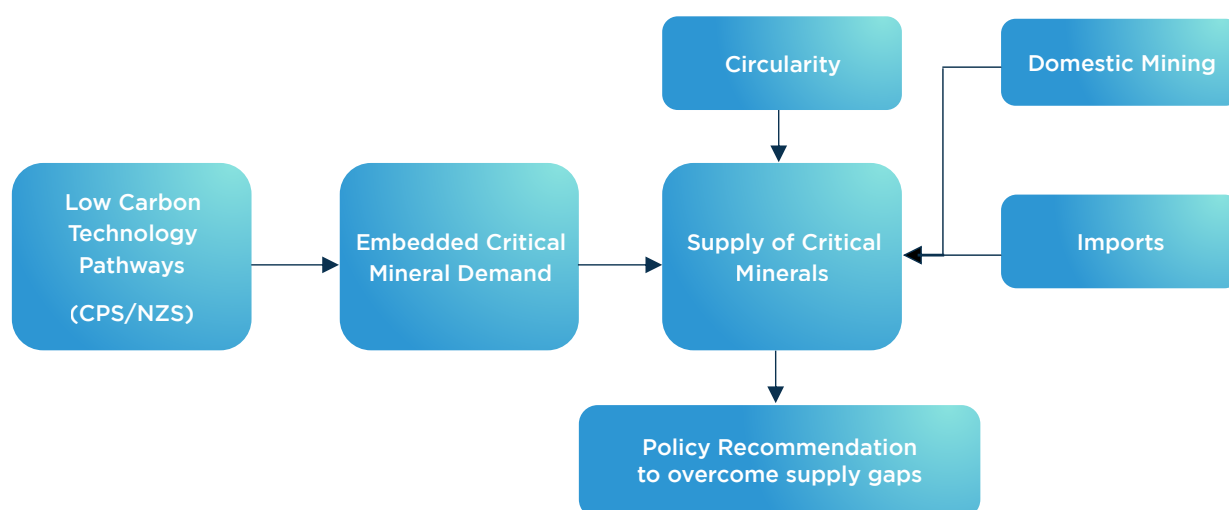 Circularity
Domestic Mining
Low Carbon
Technology
Pathways
(CPS/NZS)
Embedded Critical
Mineral Demand
Supply of Critical
Minerals
Imports
Policy Recommendation
to overcome supply gaps